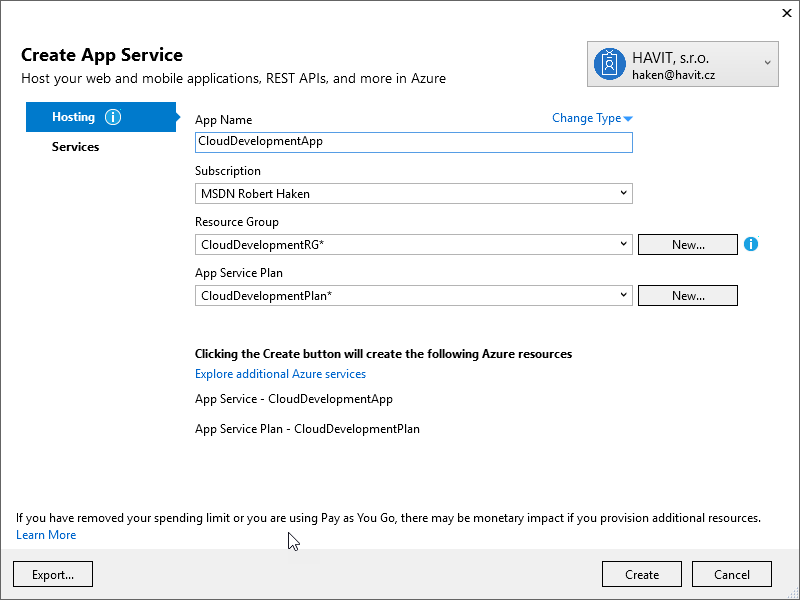 Create App Service
Host your web and mobile applications, REST APIs, and more in Azure
HAVIT, s.r.o.
haken@havit.cz
Hosting
Services
App Name
Change Type
CloudDevelopmentApp
Subscription
MSDN Robert Haken
Resource Group
CloudDevelopmentRG*
New...
App Service Plan
CloudDevelopmentPlan*
New...
Clicking the Create button will create the following Azure resources
Explore additional Azure services
App Service - CloudDevelopmentApp
App Service Plan - CloudDevelopmentPlan
If you have removed your spending limit or you are using Pay as You Go, there may be monetary impact if you provision additional resources.
Learn More
Export...
Create
Cancel